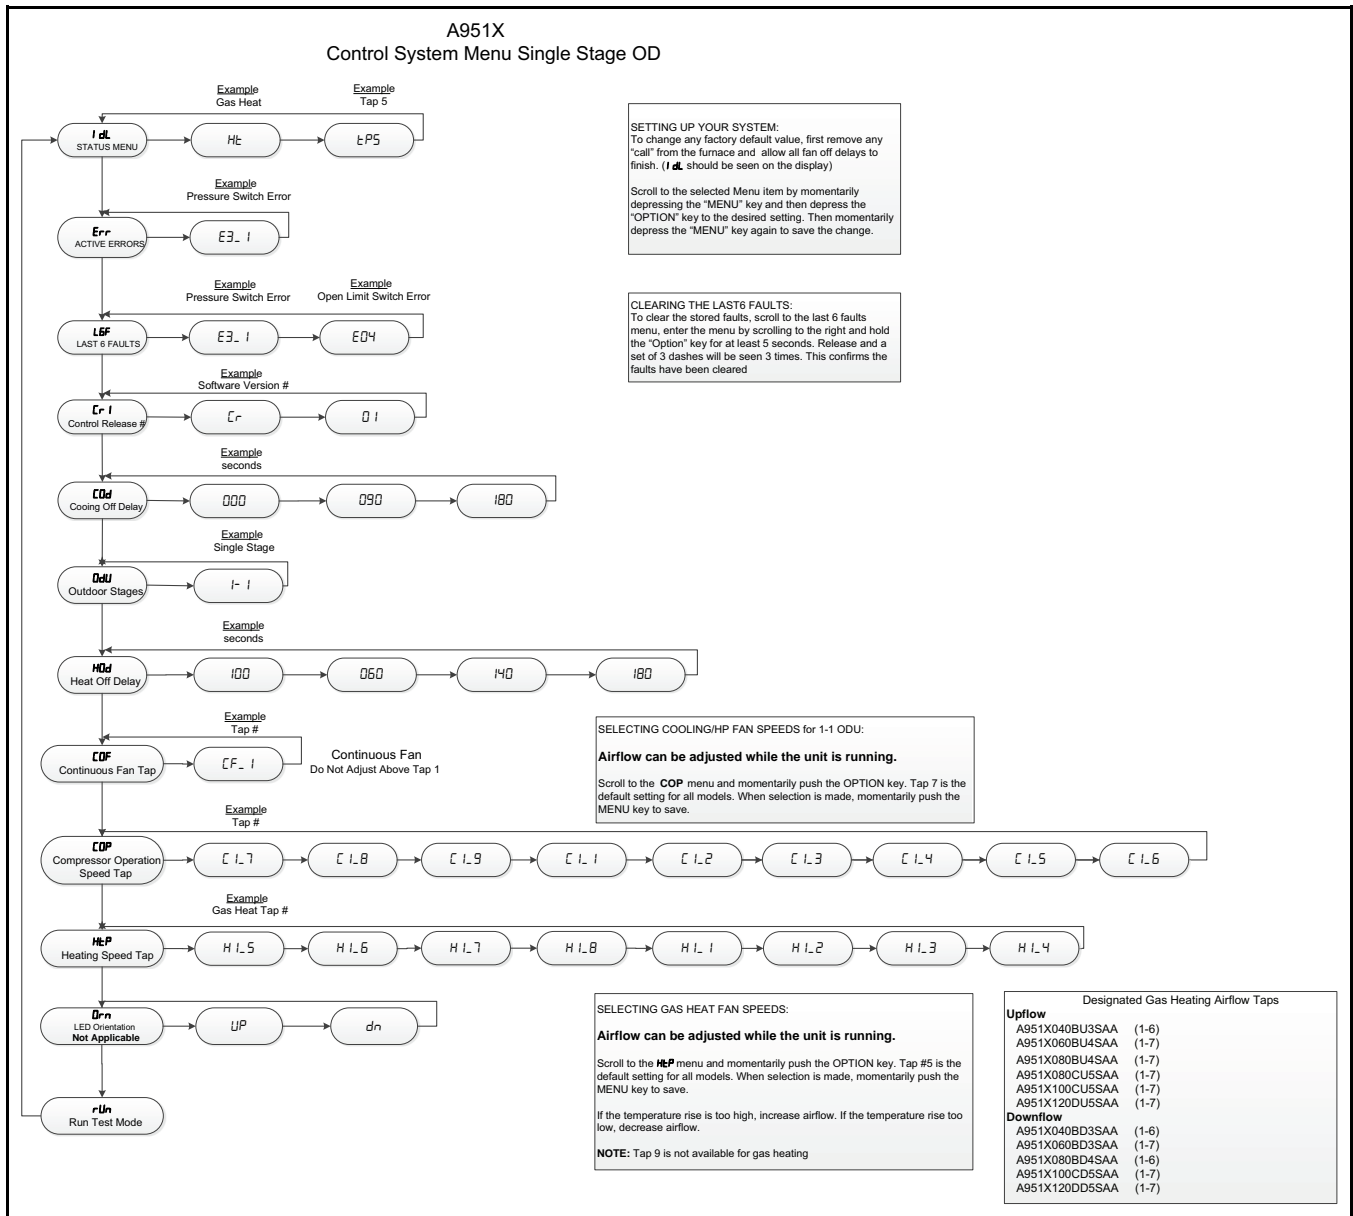 A951X
Control System Menu Single Stage OD
Example
Gas Heat
Example
Tap 5
IdL
STATUS MENU
Ht
tPS
Example
Pressure Switch Error
Err
ACTIVE ERRORS
E3_1
Example
Pressure Switch Error
Example
Open Limit Switch Error
L6F
LAST 6 FAULTS
E3_1
E04
Example
Software Version #
Cr1
Control Release #
Cr
01
Example
seconds
C0d
Cooing Off Delay
000
090
180
Example
Single Stage
OdU
Outdoor Stages
1-1
Example
seconds
H0d
Heat Off Delay
100
060
140
180
Example
Tap #
COF
Continuous Fan Tap
CF_1
Continuous Fan
Do Not Adjust Above Tap 1
Example
Tap #
COP
Compressor Operation
Speed Tap
C1_7
C1_8
C1_9
C1_1
C1_2
C1_3
C1_4
C1_5
C1_6
Example
Gas Heat Tap #
HtP
Heating Speed Tap
H1_5
H1_6
H1_7
H1_8
H1_1
H1_2
H1_3
H1_4
Orn
LED Orientation
Not Applicable
UP
dn
rUn
Run Test Mode
SETTING UP YOUR SYSTEM:
To change any factory default value, first remove any
“call” from the furnace and allow all fan off delays to
finish. (IdL should be seen on the display)
Scroll to the selected Menu item by momentarily
depressing the “MENU” key and then depress the
“OPTION” key to the desired setting. Then momentarily
depress the “MENU” key again to save the change.
CLEARING THE LAST6 FAULTS:
To clear the stored faults, scroll to the last 6 faults
menu, enter the menu by scrolling to the right and hold
the “Option” key for at least 5 seconds. Release and a
set of 3 dashes will be seen 3 times. This confirms the
faults have been cleared
SELECTING COOLING/HP FAN SPEEDS for 1-1 ODU:
Airflow can be adjusted while the unit is running.
Scroll to the COP menu and momentarily push the OPTION key. Tap 7 is the
default setting for all models. When selection is made, momentarily push the
MENU key to save.
SELECTING GAS HEAT FAN SPEEDS:
Airflow can be adjusted while the unit is running.
Scroll to the HtP menu and momentarily push the OPTION key. Tap #5 is the
default setting for all models. When selection is made, momentarily push the
MENU key to save.
If the temperature rise is too high, increase airflow. If the temperature rise too
low, decrease airflow.
NOTE: Tap 9 is not available for gas heating
Designated Gas Heating Airflow Taps
Upflow
A951X040BU3SAA (1-6)
A951X060BU4SAA (1-7)
A951X080BU4SAA (1-7)
A951X080CU5SAA (1-7)
A951X100CU5SAA (1-7)
A951X120DU5SAA (1-7)
Downflow
A951X040BD3SAA (1-6)
A951X060BD3SAA (1-7)
A951X080BD4SAA (1-6)
A951X100CD5SAA (1-7)
A951X120DD5SAA (1-7)